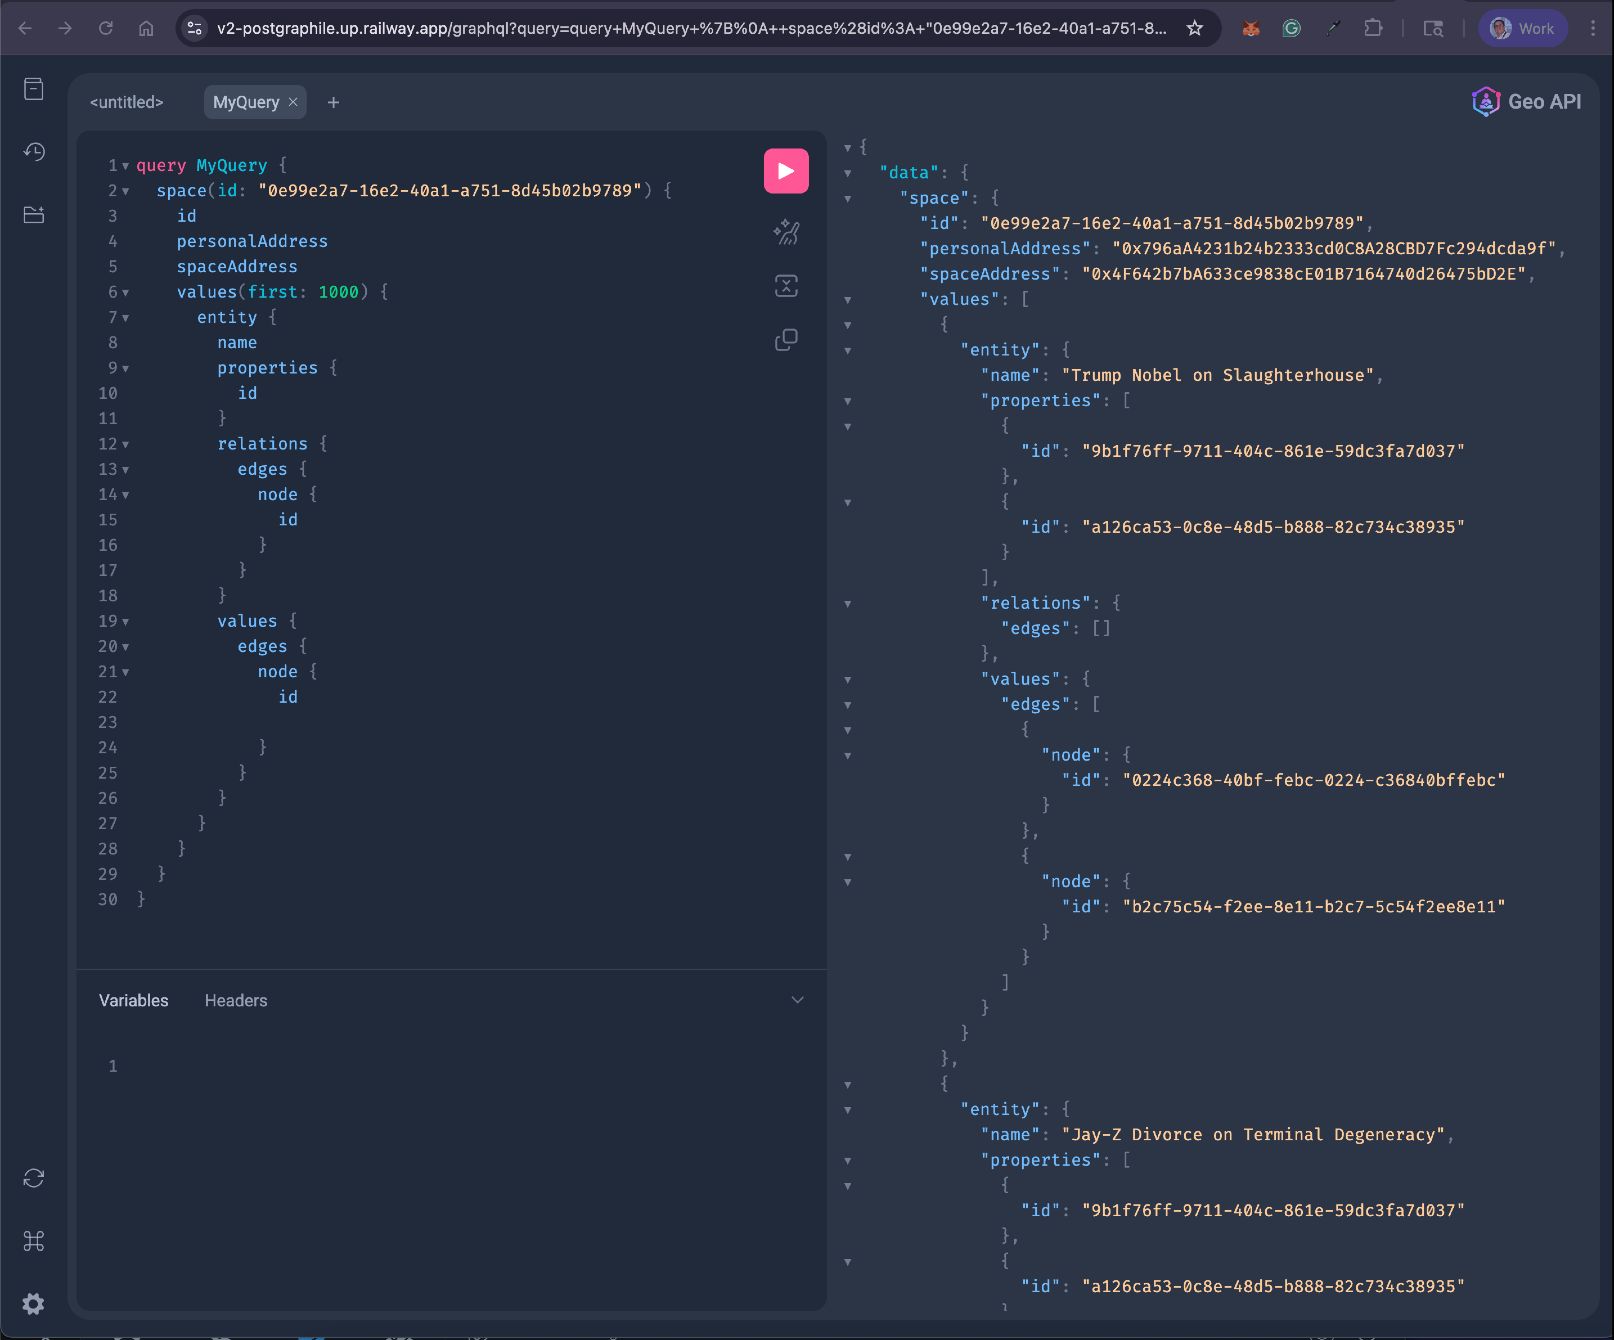 v2-postgraphile.up.railway.app/graphql?query=query+MyQuery+%7B%0A++space%28id%3A+"0e99e2a7-16e2-40a1-a751-8...
Work
<untitled>
MyQuery × +
Geo API
1 query MyQuery {
2 space(id: "0e99e2a7-16e2-40a1-a751-8d45b02b9789") {
3 id
4 personalAddress
5 spaceAddress
6 values(first: 1000) {
7 entity {
8 name
9 properties {
10 id
11 }
12 relations {
13 edges {
14 node {
15 id
16 }
17 }
18 }
19 values {
20 edges {
21 node {
22 id
23
24 }
25 }
26 }
27 }
28 }
29 }
30 }
Variables Headers
1
{
"data": {
"space": {
"id": "0e99e2a7-16e2-40a1-a751-8d45b02b9789",
"personalAddress": "0x796aA4231b24b2333cd0C8A28CBD7Fc294dcda9f",
"spaceAddress": "0x4F642b7bA633ce9838cE01B7164740d26475bD2E",
"values": [
{
"entity": {
"name": "Trump Nobel on Slaughterhouse",
"properties": [
{
"id": "9b1f76ff-9711-404c-861e-59dc3fa7d037"
},
{
"id": "a126ca53-0c8e-48d5-b888-82c734c38935"
}
],
"relations": {
"edges": []
},
"values": {
"edges": [
{
"node": {
"id": "0224c368-40bf-febc-0224-c36840bffebc"
}
},
{
"node": {
"id": "b2c75c54-f2ee-8e11-b2c7-5c54f2ee8e11"
}
}
]
}
}
},
{
"entity": {
"name": "Jay-Z Divorce on Terminal Degeneracy",
"properties": [
{
"id": "9b1f76ff-9711-404c-861e-59dc3fa7d037"
},
{
"id": "a126ca53-0c8e-48d5-b888-82c734c38935"